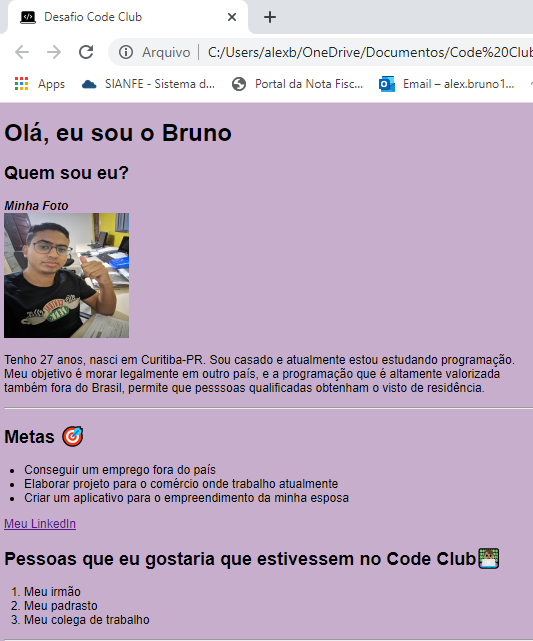 Desafio Code Club
Arquivo C:/Users/alexb/OneDrive/Documentos/Code%20Club
Apps SIANFE - Sistema d... Portal da Nota Fisc... Email – alex.bruno1...
Olá, eu sou o Bruno
Quem sou eu?
Minha Foto
CENTRAL PERK
Tenho 27 anos, nasci em Curitiba-PR. Sou casado e atualmente estou estudando programação.
Meu objetivo é morar legalmente em outro país, e a programação que é altamente valorizada
também fora do Brasil, permite que pesssoas qualificadas obtenham o visto de residência.
Metas
Conseguir um emprego fora do país
Elaborar projeto para o comércio onde trabalho atualmente
Criar um aplicativo para o empreendimento da minha esposa
Meu LinkedIn
Pessoas que eu gostaria que estivessem no Code Club
1. Meu irmão
2. Meu padrasto
3. Meu colega de trabalho